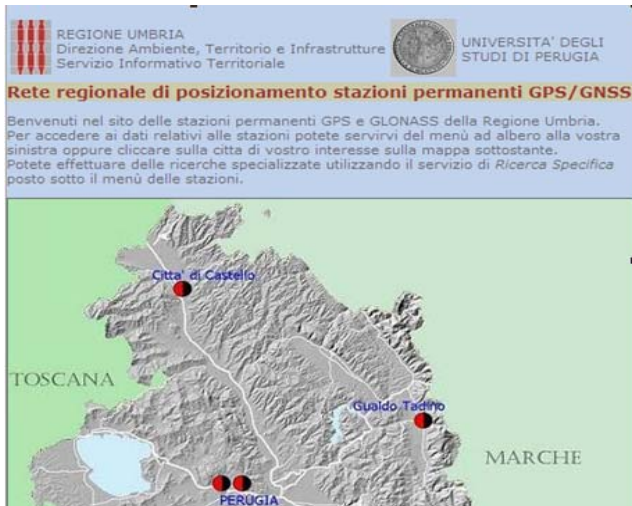 REGIONE UMBRIA
Direzione Ambiente, Territorio e Infrastrutture
Servizio Informativo Territoriale
UNIVERSITA' DEGLI
STUDI DI PERUGIA
Rete regionale di posizionamento stazioni permanenti GPS/GNSS
Benvenuti nel sito delle stazioni permanenti GPS e GLONASS della Regione Umbria.
Per accedere ai dati relativi alle stazioni potete servirvi del menù ad albero alla vostra
sinistra oppure cliccare sulla citta di vostro interesse sulla mappa sottostante.
Potete effettuare delle ricerche specializzate utilizzando il servizio di Ricerca Specifica
posto sotto il menù delle stazioni.
Citta' di Castello
TOSCANA
Gualdo Tadino
MARCHE
PERUGIA